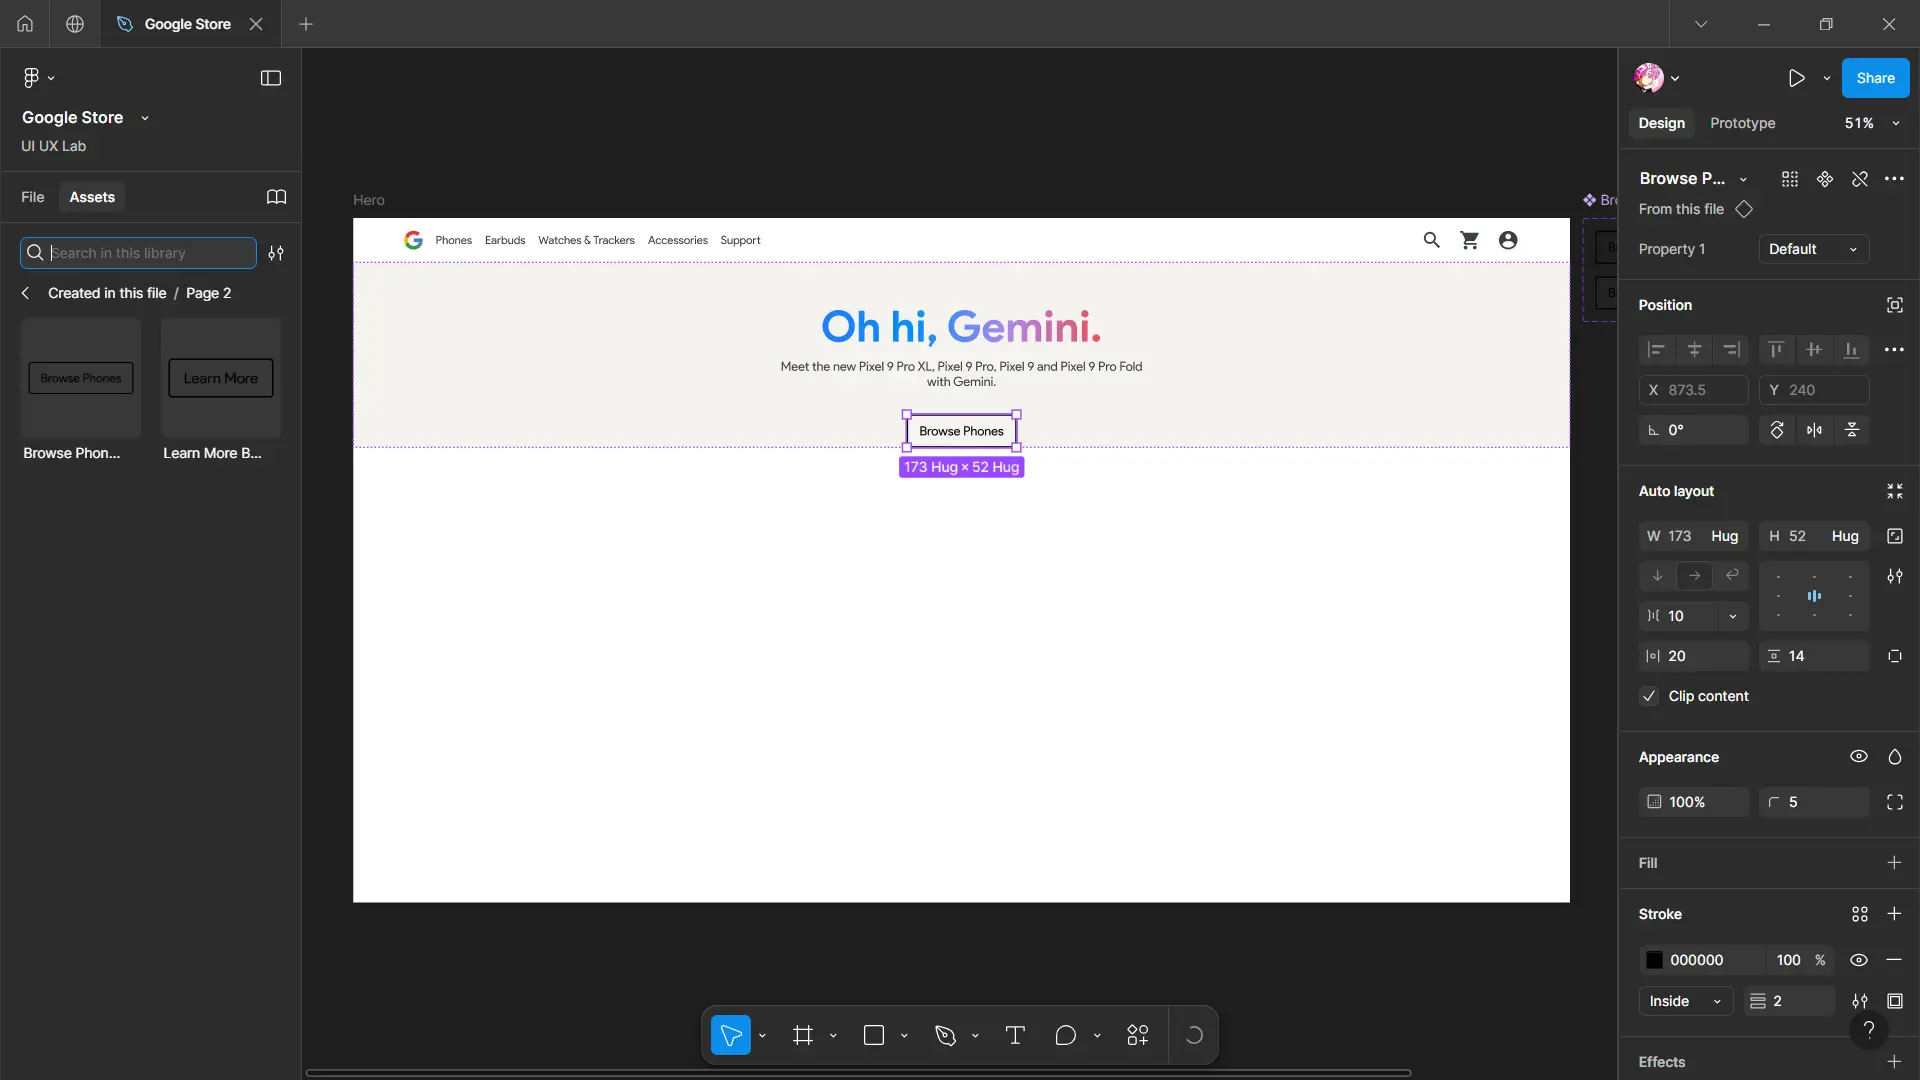 Google Store
Google Store
UI UX Lab
File
Assets
Search in this library
Created in this file / Page 2
Browse Phones
Learn More
Browse Phon...
Learn More B...
Hero
Phones
Earbuds
Watches & Trackers
Accessories
Support
Oh hi, Gemini.
Meet the new Pixel 9 Pro XL, Pixel 9 Pro, Pixel 9 and Pixel 9 Pro Fold
with Gemini.
Browse Phones
173 Hug × 52 Hug
Bro
B
B
Share
Design
Prototype
51%
Browse P...
From this file
Property 1
Default
Position
X 873.5
Y 240
0°
Auto layout
W 173 Hug
H 52 Hug
10
20
14
Clip content
Appearance
100%
5
Fill
Stroke
000000
100 %
Inside
2
?
Effects